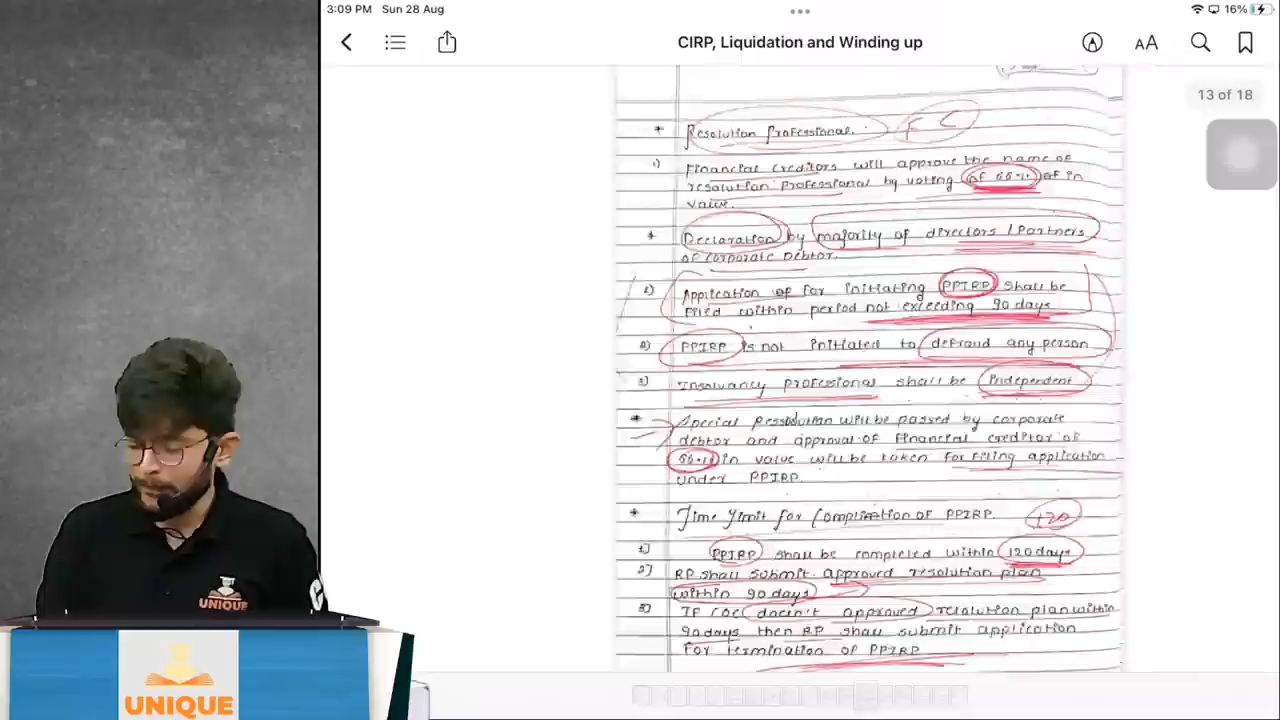 3:09 PM Sun 28 Aug
16%
CIRP, Liquidation and Winding up
AA
13 of 18
* Resolution Professional. F C
1) Financial creditors will approve the name of
resolution professional by voting of 66.1. of in
value.
* Declaration by majority of directors / Partners
of corporate Debtor.
Application of for initiating PPIRP shall be
filed within period not exceeding 90 days
2) PPIRP is not initiated to defraud any person
3) Insolvancy professional shall be independent
* Special Ressolution will be passed by corporate
debtor and approval of Financial creditor of
66.1. in value will be taken for filing application
under PPIRP.
* Time limit for Complication of PPIRP. 120
1) PPIRP shall be completed within 120 days
2) RP shall submit approved resolution plan
within 90 days
3) If COC doesn't approved resolution plan within
90 days then RP shall submit application
for termination of PPIRP
UNIQUE
UNIQUE